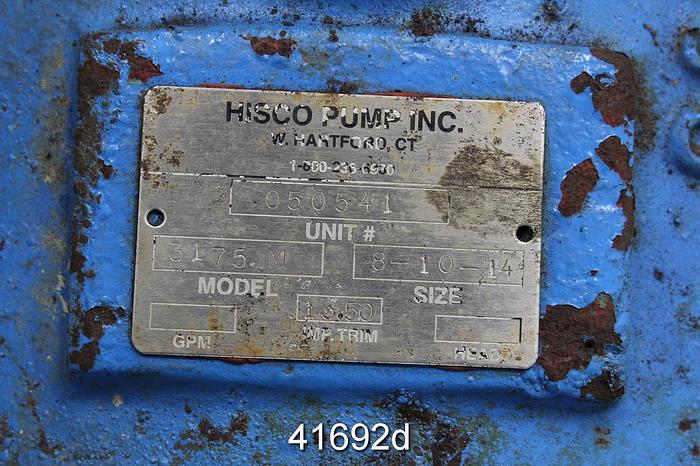 HISCO PUMP INC.
W. HARTFORD, CT
050541
UNIT #
3175 M 8-10-14
MODEL SIZE
13.50
GPM IMP. TRIM HEAD
41692d